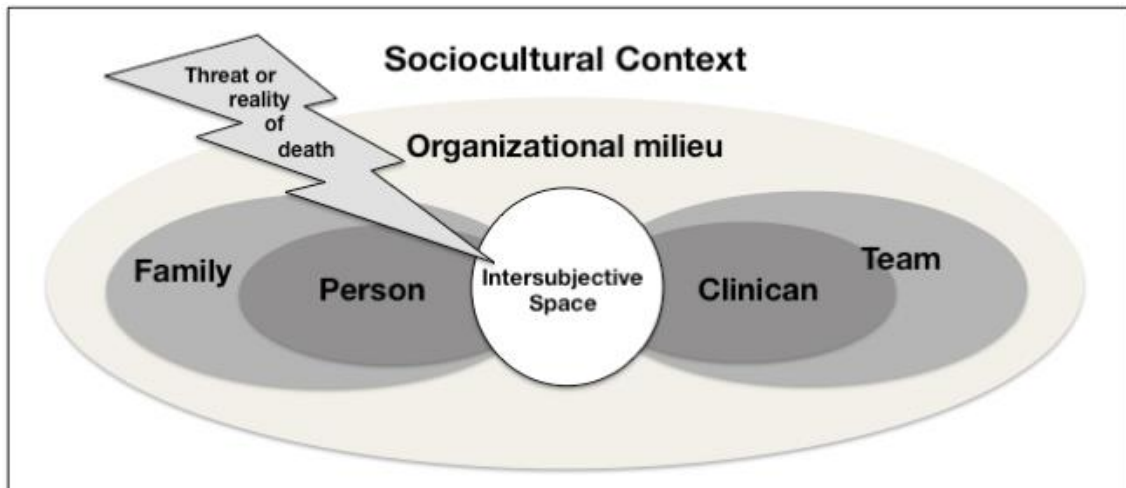 Sociocultural Context
Threat or
reality
of
death
Organizational milieu
Family
Person
Intersubjective
Space
Clinican
Team